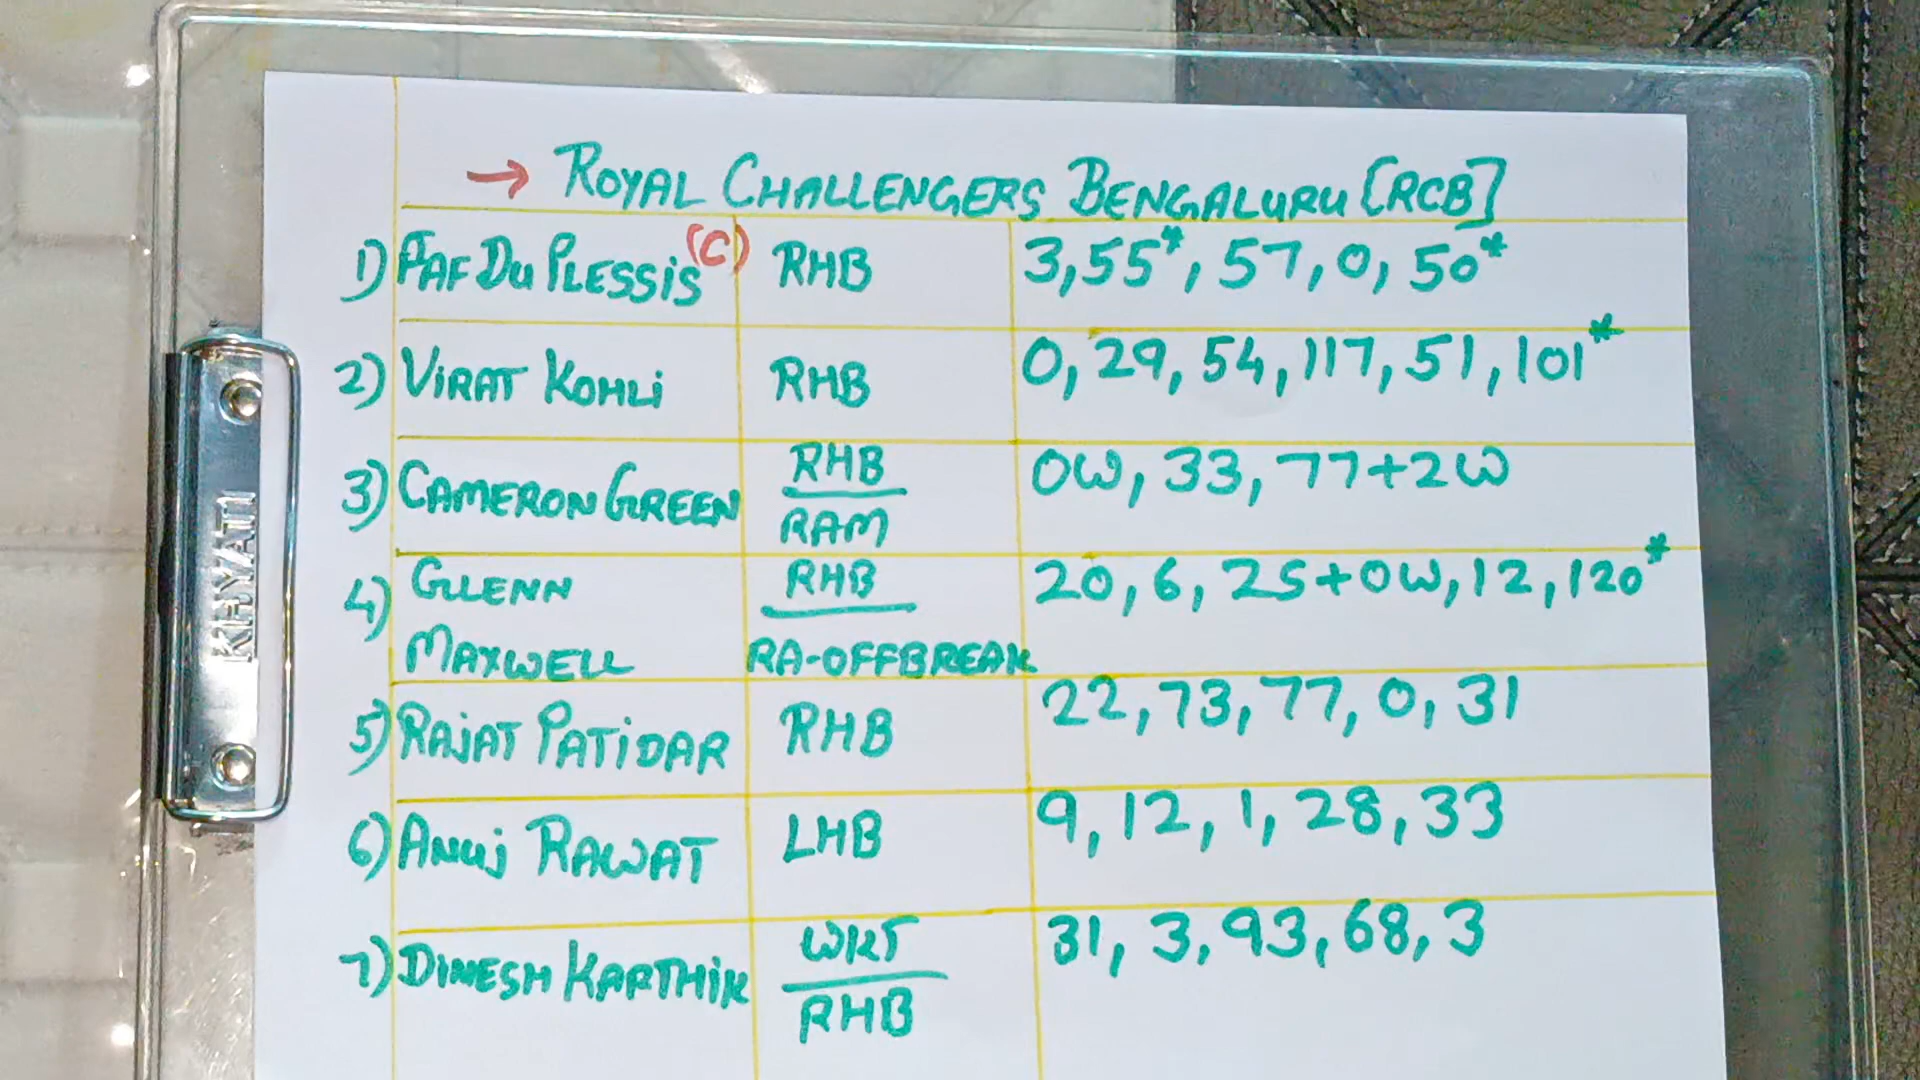 → ROYAL CHALLENGERS BENGALURU [RCB]
1) FAF DU PLESSIS (C) RHB 3, 55*, 57, 0, 50*
2) VIRAT KOHLI RHB 0, 29, 54, 117, 51, 101*
3) CAMERON GREEN RHB 0W, 33, 77+2W
RAM
4) GLENN RHB 20, 6, 25+0W, 12, 120*
MAXWELL RA-OFFBREAK
5) RAJAT PATIDAR RHB 22, 73, 77, 0, 31
6) ANUJ RAWAT LHB 9, 12, 1, 28, 33
7) DINESH KARTHIK WKT 31, 3, 93, 68, 3
RHB
KHYATI